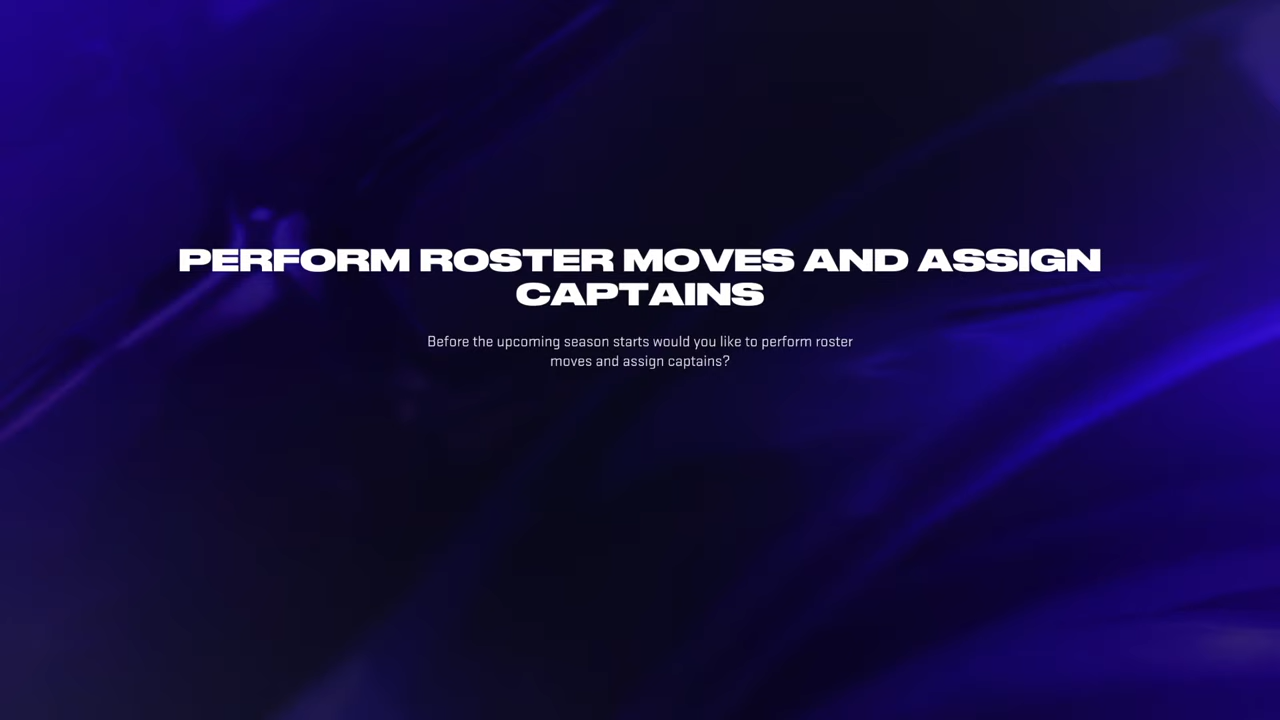 PERFORM ROSTER MOVES AND ASSIGN
CAPTAINS
Before the upcoming season starts would you like to perform roster
moves and assign captains?